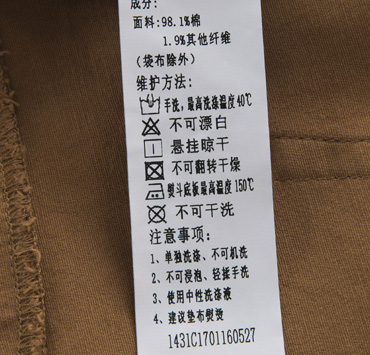 成分:
面料:98.1%棉
1.9%其他纤维
(袋布除外)
维护方法:
手洗,最高洗涤温度40℃
不可漂白
悬挂晾干
不可翻转干燥
熨斗底板最高温度150℃
不可干洗
注意事项:
1、单独洗涤、不可机洗
2、不可浸泡、轻揉手洗
3、使用中性洗涤液
4、建议垫布熨烫
1431C1701160527